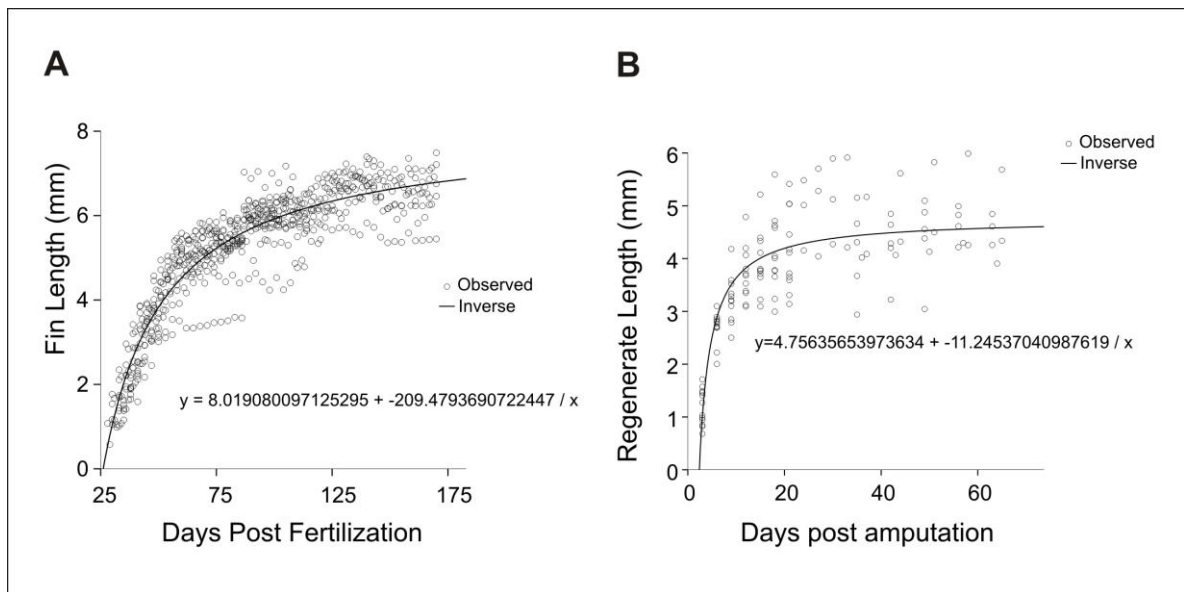 A
Fin Length (mm)
8
6
4
2
0
25 75 125 175
Days Post Fertilization
Observed
Inverse
y = 8.019080097125295 + -209.4793690722447 / x
B
Regenerate Length (mm)
6
5
4
3
2
1
0
0 20 40 60
Days post amputation
Observed
Inverse
y=4.75635653973634 + -11.24537040987619 / x